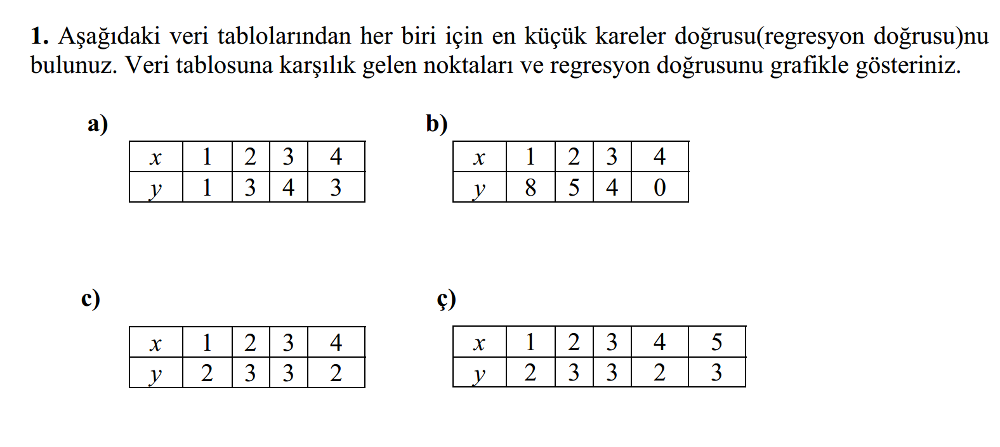 1. Aşağıdaki veri tablolarından her biri için en küçük kareler doğrusu(regresyon doğrusu)nu
bulunuz. Veri tablosuna karşılık gelen noktaları ve regresyon doğrusunu grafikle gösteriniz.
a)
x 1 2 3 4
y 1 3 4 3
b)
x 1 2 3 4
y 8 5 4 0
c)
x 1 2 3 4
y 2 3 3 2
ç)
x 1 2 3 4 5
y 2 3 3 2 3